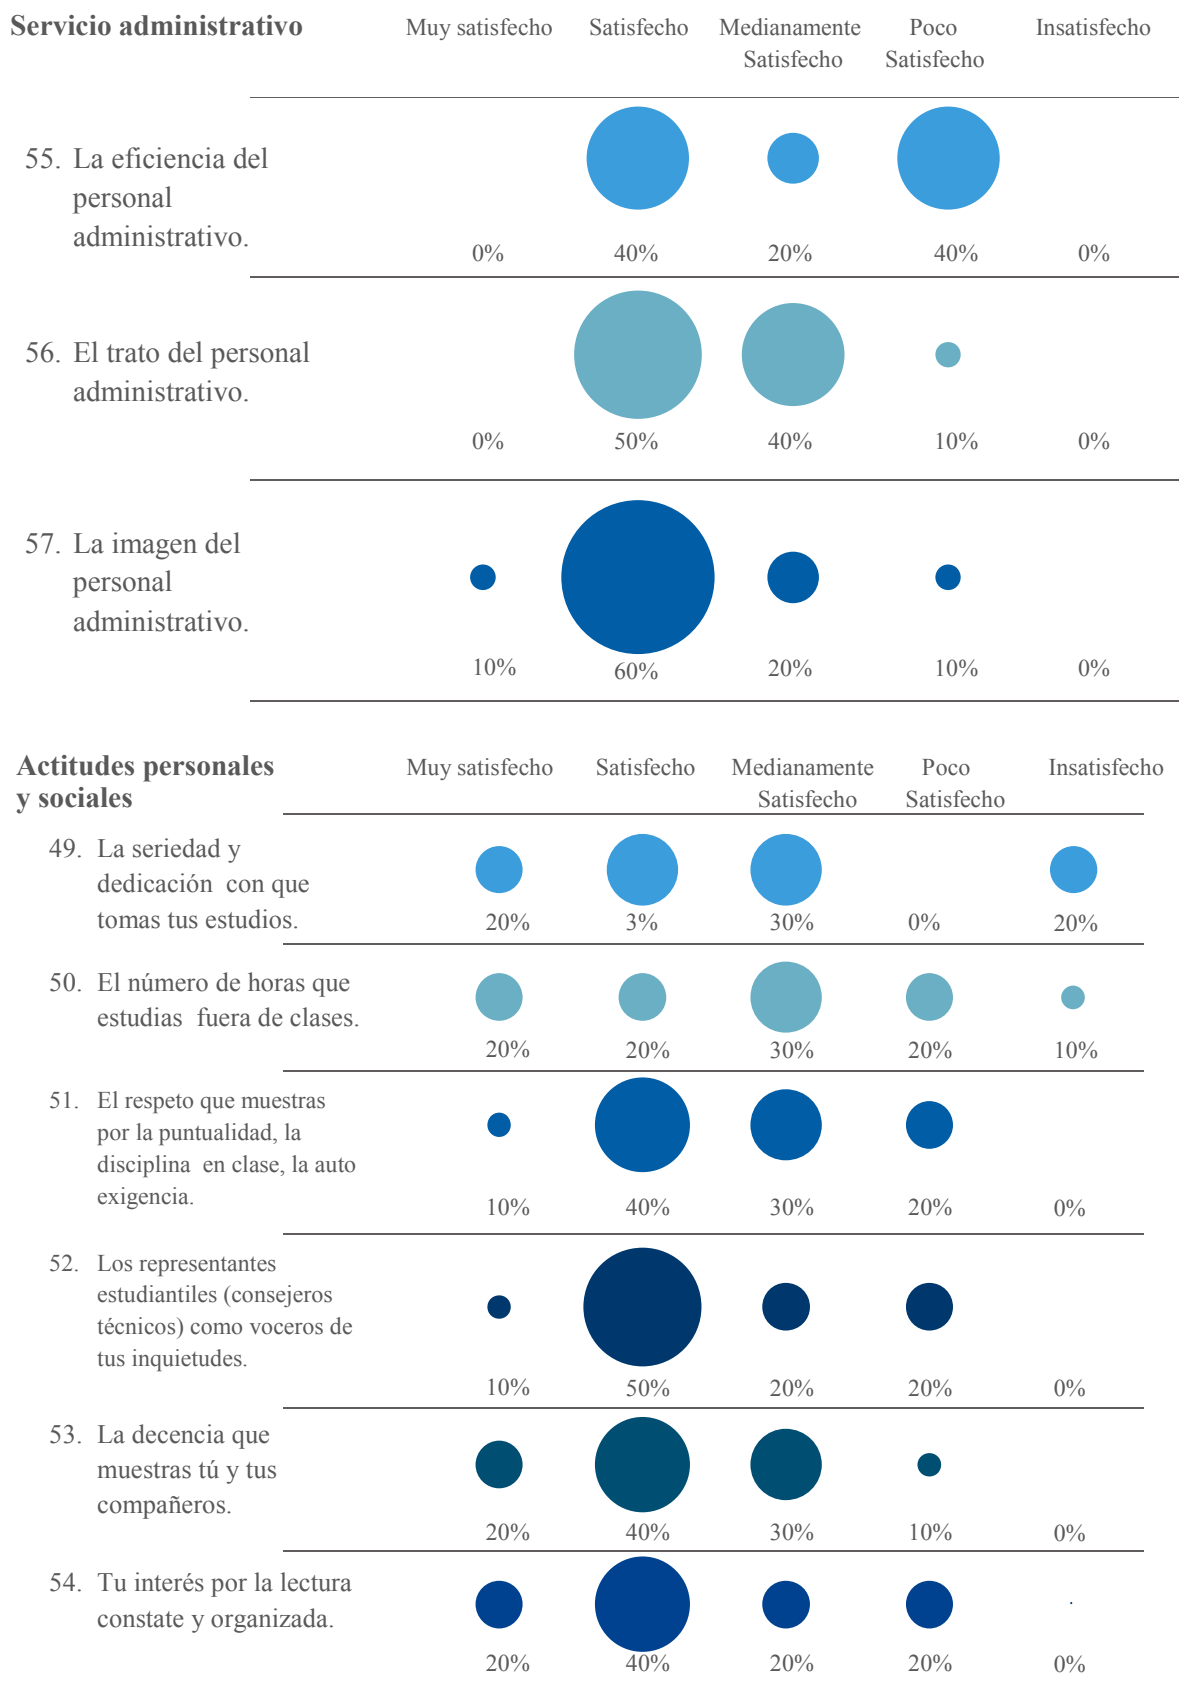 Servicio administrativo Muy satisfecho Satisfecho Medianamente Poco Insatisfecho
Satisfecho Satisfecho
55. La eficiencia del
personal
administrativo.
0% 40% 20% 40% 0%
56. El trato del personal
administrativo.
0% 50% 40% 10% 0%
57. La imagen del
personal
administrativo.
10% 60% 20% 10% 0%
Actitudes personales Muy satisfecho Satisfecho Medianamente Poco Insatisfecho
y sociales Satisfecho Satisfecho
49. La seriedad y
dedicación con que
tomas tus estudios.
20% 3% 30% 0% 20%
50. El número de horas que
estudias fuera de clases.
20% 20% 30% 20% 10%
51. El respeto que muestras
por la puntualidad, la
disciplina en clase, la auto
exigencia.
10% 40% 30% 20% 0%
52. Los representantes
estudiantiles (consejeros
técnicos) como voceros de
tus inquietudes.
10% 50% 20% 20% 0%
53. La decencia que
muestras tú y tus
compañeros.
20% 40% 30% 10% 0%
54. Tu interés por la lectura
constate y organizada.
20% 40% 20% 20% 0%